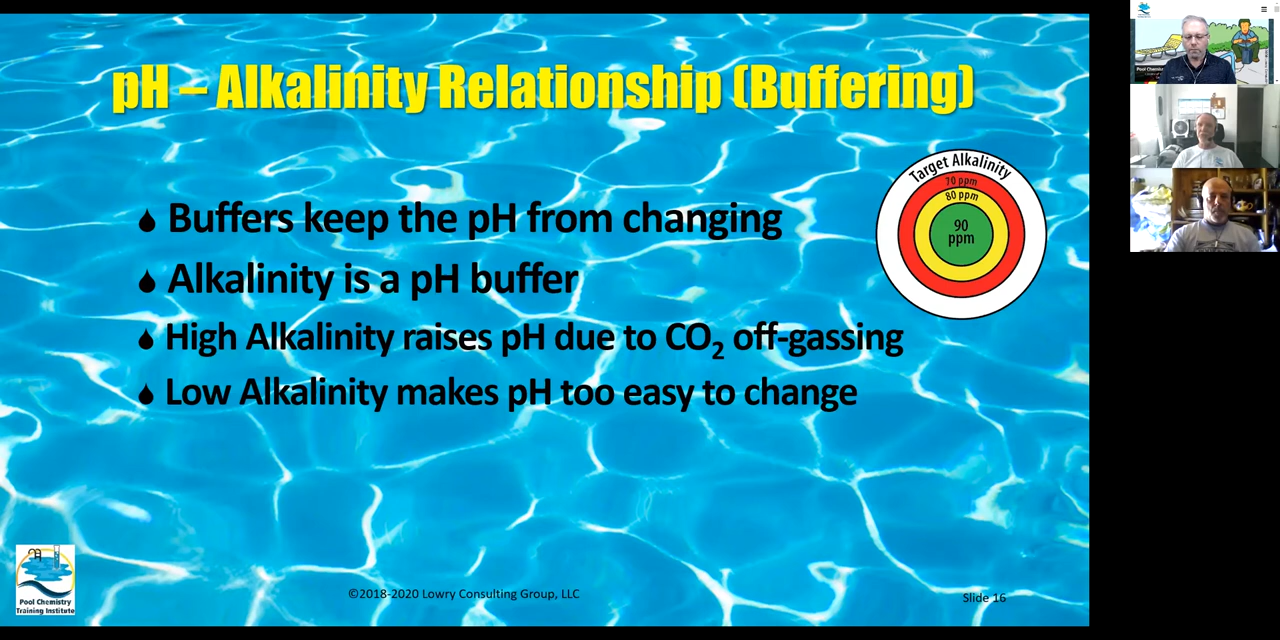 pH – Alkalinity Relationship (Buffering)
Target Alkalinity
70 ppm
80 ppm
90
ppm
Buffers keep the pH from changing
Alkalinity is a pH buffer
High Alkalinity raises pH due to CO₂ off-gassing
Low Alkalinity makes pH too easy to change
Pool Chemistry
Training Institute
©2018-2020 Lowry Consulting Group, LLC
Slide 16